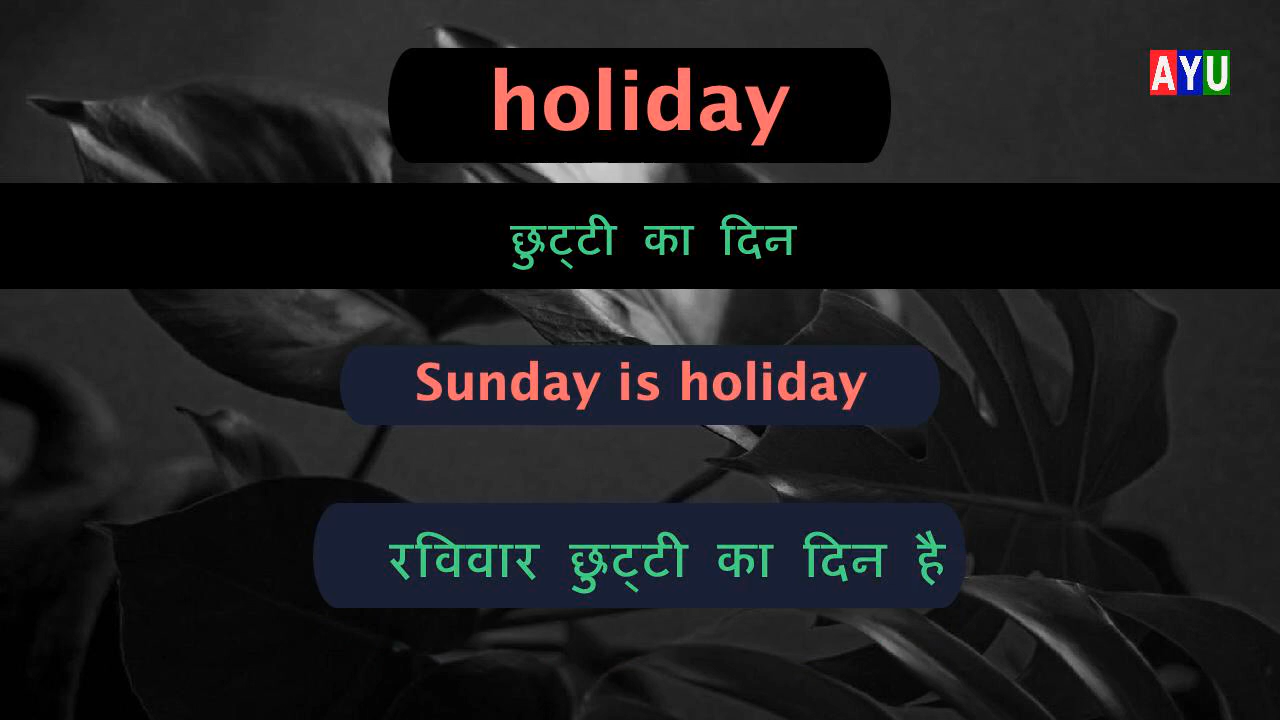 holiday
AYU
छुट्टी का दिन
Sunday is holiday
रविवार छुट्टी का दिन है